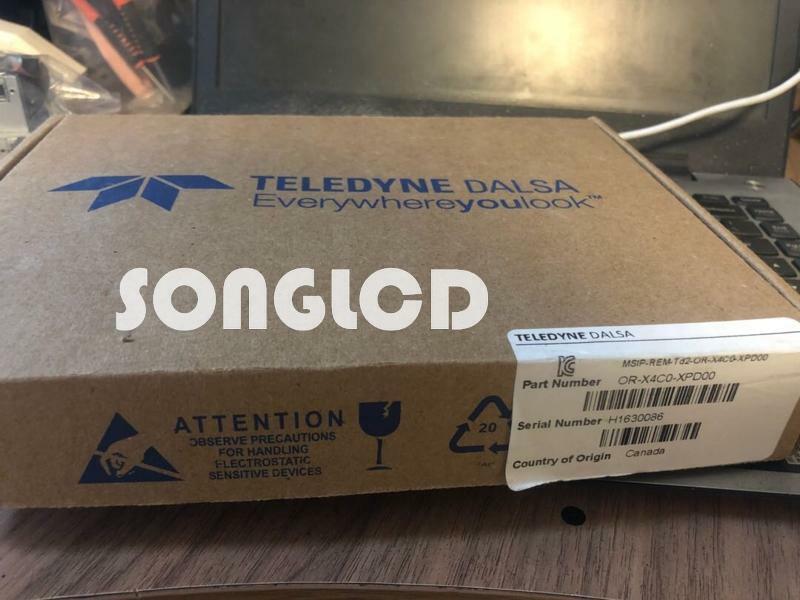 TELEDYNE DALSA
Everywhereyoulook™
SONGLCD
TELEDYNE DALSA
MSIP-REM-Td2-OR-X4C0-XPD00
Part Number OR-X4C0-XPD00
Serial Number H1630086
Country of Origin Canada
ATTENTION
OBSERVE PRECAUTIONS
FOR HANDLING
ELECTROSTATIC
SENSITIVE DEVICES
20